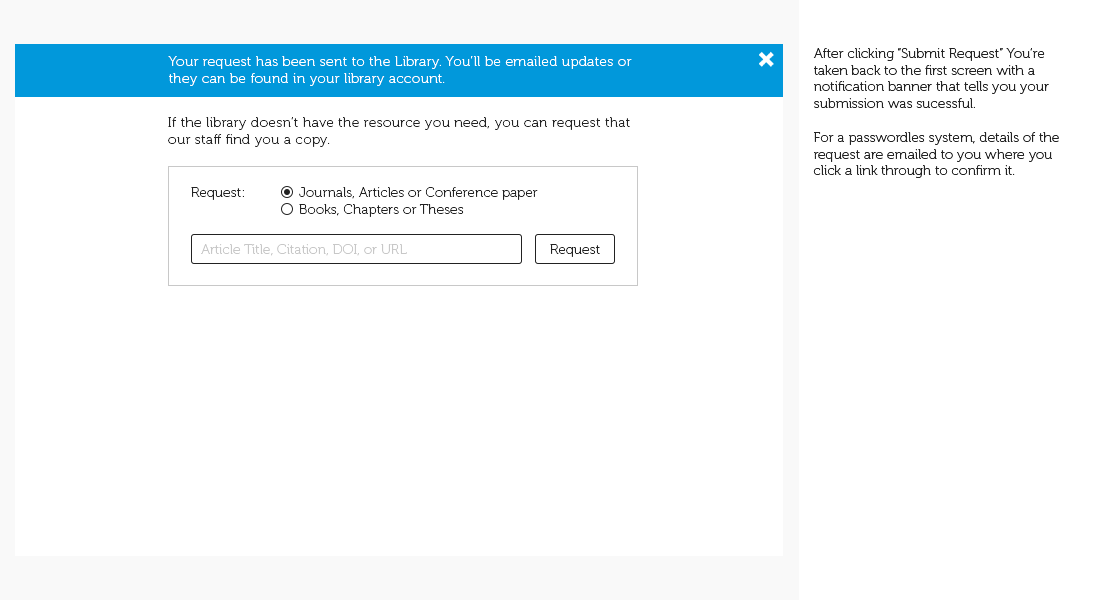 Your request has been sent to the Library. You'll be emailed updates or
they can be found in your library account.
If the library doesn't have the resource you need, you can request that
our staff find you a copy.
Request:
Journals, Articles or Conference paper
Books, Chapters or Theses
Article Title, Citation, DOI, or URL
Request
After clicking "Submit Request" You're
taken back to the first screen with a
notification banner that tells you your
submission was sucessful.
For a passwordles system, details of the
request are emailed to you where you
click a link through to confirm it.